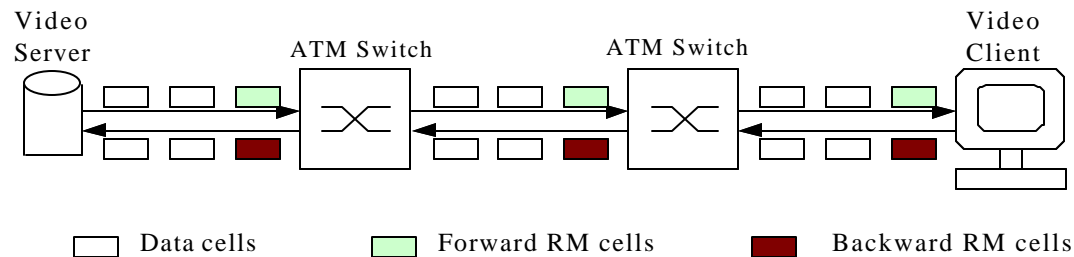 Video
Server
ATM Switch
ATM Switch
Video
Client
Data cells
Forward RM cells
Backward RM cells